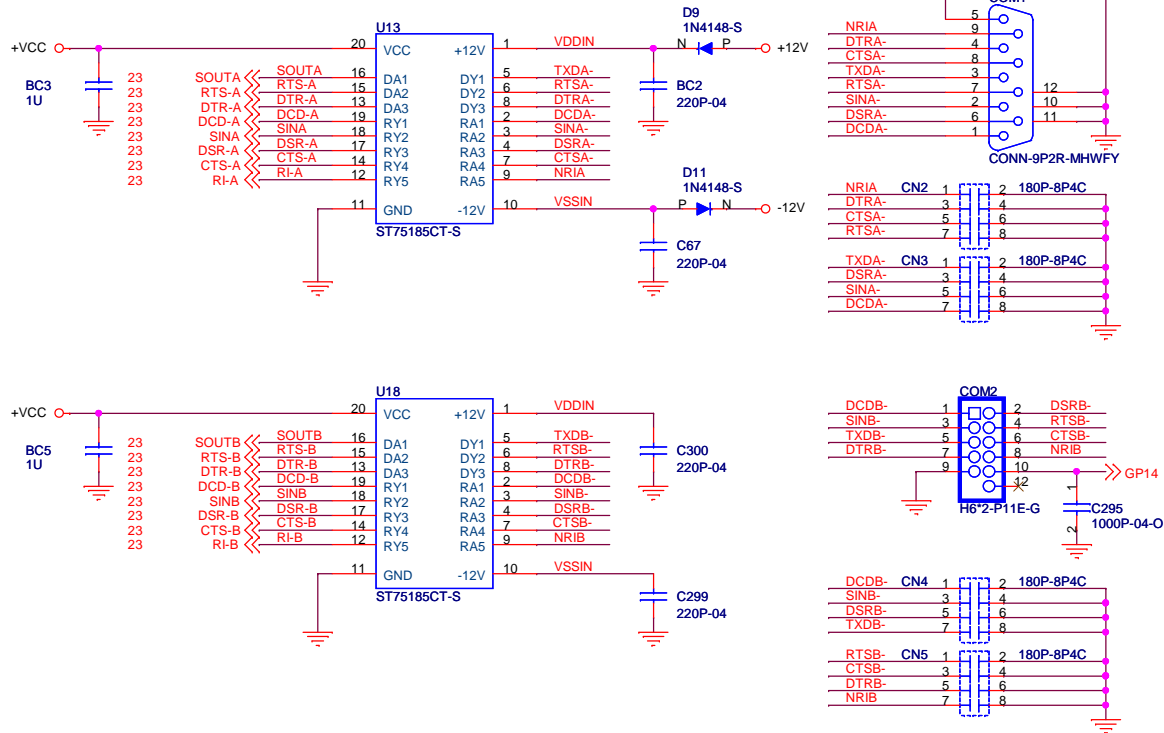 COM1
U13
+VCC
20 VCC +12V 1 VDDIN
D9
1N4148-S
N P +12V
BC3
1U
BC2
220P-04
23 SOUTA SOUTA 16 DA1 DY1 5 TXDA-
23 RTS-A RTS-A 15 DA2 DY2 6 RTSA-
23 DTR-A DTR-A 13 DA3 DY3 8 DTRA-
23 DCD-A DCD-A 19 RY1 RA1 2 DCDA-
23 SINA SINA 18 RY2 RA2 3 SINA-
23 DSR-A DSR-A 17 RY3 RA3 4 DSRA-
23 CTS-A CTS-A 14 RY4 RA4 7 CTSA-
23 RI-A RI-A 12 RY5 RA5 9 NRIA
11 GND -12V 10 VSSIN
ST75185CT-S
D11
1N4148-S
P N -12V
C67
220P-04
5
NRIA 9
DTRA- 4
CTSA- 8
TXDA- 3
RTSA- 7 12
SINA- 2 10
DSRA- 6 11
DCDA- 1
CONN-9P2R-MHWFY
NRIA CN2 1 2 180P-8P4C
DTRA- 3 4
CTSA- 5 6
RTSA- 7 8
TXDA- CN3 1 2 180P-8P4C
DSRA- 3 4
SINA- 5 6
DCDA- 7 8
U18
+VCC
20 VCC +12V 1 VDDIN
BC5
1U
C300
220P-04
23 SOUTB SOUTB 16 DA1 DY1 5 TXDB-
23 RTS-B RTS-B 15 DA2 DY2 6 RTSB-
23 DTR-B DTR-B 13 DA3 DY3 8 DTRB-
23 DCD-B DCD-B 19 RY1 RA1 2 DCDB-
23 SINB SINB 18 RY2 RA2 3 SINB-
23 DSR-B DSR-B 17 RY3 RA3 4 DSRB-
23 CTS-B CTS-B 14 RY4 RA4 7 CTSB-
23 RI-B RI-B 12 RY5 RA5 9 NRIB
11 GND -12V 10 VSSIN
ST75185CT-S
C299
220P-04
COM2
DCDB- 1 2 DSRB-
SINB- 3 4 RTSB-
TXDB- 5 6 CTSB-
DTRB- 7 8 NRIB
9 10 GP14
12
H6*2-P11E-G
1
C295
1000P-04-O
2
DCDB- CN4 1 2 180P-8P4C
SINB- 3 4
DSRB- 5 6
TXDB- 7 8
RTSB- CN5 1 2 180P-8P4C
CTSB- 3 4
DTRB- 5 6
NRIB 7 8